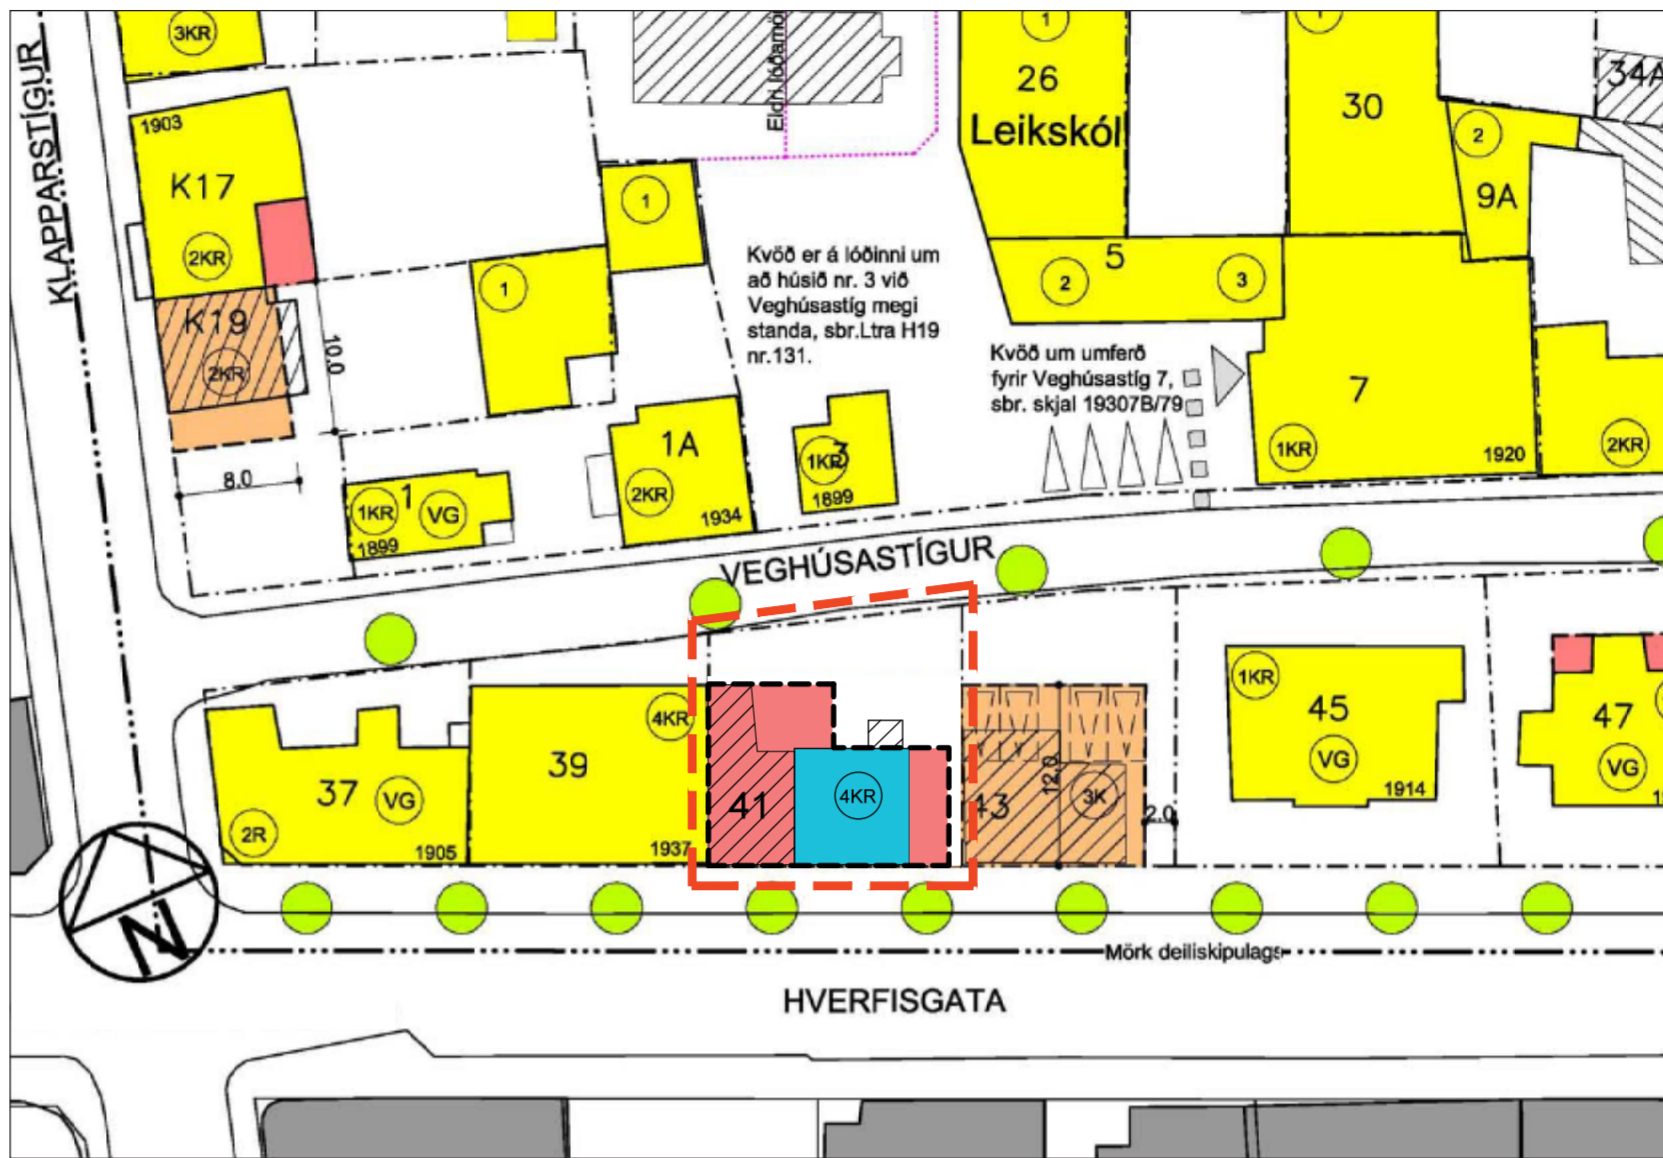 3KR
KLAPPARSTÍGUR
1903
K17
2KR
K19
2KR
10.0
8.0
1
1
Eldri lóðamör
1
26
Leikskól
30
34A
2
9A
5
2
3
Kvöð er á lóðinni um
að húsið nr. 3 við
Veghúsastíg megi
standa, sbr.Ltra H19
nr.131.
Kvöð um umferð
fyrir Veghúsastíg 7,
sbr. skjal 19307B/79
7
1KR
1920
2KR
1A
2KR
1934
3
1KR
1899
1
1KR
VG
1899
VEGHÚSASTÍGUR
37
VG
2R
1905
39
4KR
1937
41
4KR
43
3K
12.0
2.0
1KR
45
VG
1914
47
VG
N
Mörk deiliskipulags
HVERFISGATA